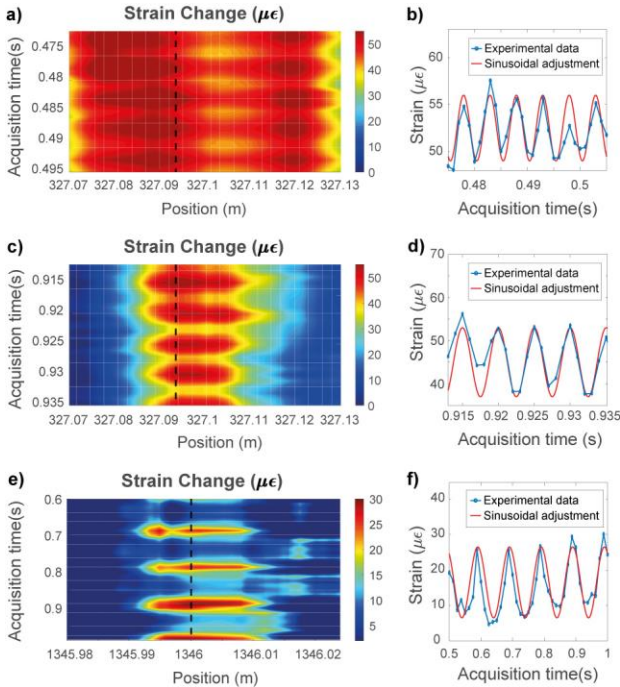 a)
Strain Change (με)
Acquisition time(s)
0.475
0.48
0.485
0.49
0.495
327.07 327.08 327.09 327.1 327.11 327.12 327.13
Position (m)
50
40
30
20
10
0
b)
Experimental data
Sinusoidal adjustment
Strain (με)
60
55
50
0.48 0.49 0.5
Acquisition time(s)
c)
Strain Change (με)
Acquisition time(s)
0.915
0.92
0.925
0.93
0.935
327.07 327.08 327.09 327.1 327.11 327.12 327.13
Position (m)
50
40
30
20
10
0
d)
Experimental data
Sinusoidal adjustment
Strain (με)
70
60
50
40
0.915 0.92 0.925 0.93 0.935
Acquisition time (s)
e)
Strain Change (με)
Acquisition time(s)
0.6
0.7
0.8
0.9
1345.98 1345.99 1346 1346.01 1346.02
Position (m)
30
25
20
15
10
5
f)
Experimental data
Sinusoidal adjustment
Strain (με)
40
30
20
10
0
0.5 0.6 0.7 0.8 0.9 1
Acquisition time(s)